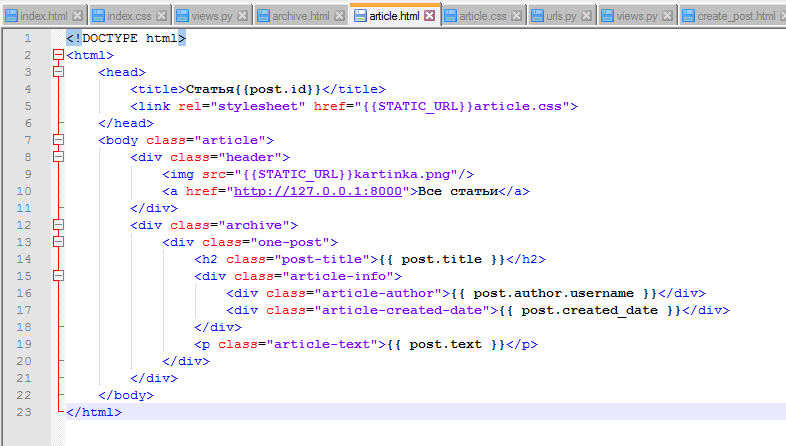 index.html index.css views.py archive.html article.html article.css urls.py views.py create_post.html
1 <!DOCTYPE html>
2 <html>
3 <head>
4 <title>Статья{{post.id}}</title>
5 <link rel="stylesheet" href="{{STATIC_URL}}article.css">
6 </head>
7 <body class="article">
8 <div class="header">
9 <img src="{{STATIC_URL}}kartinka.png"/>
10 <a href="http://127.0.0.1:8000">Все статьи</a>
11 </div>
12 <div class="archive">
13 <div class="one-post">
14 <h2 class="post-title">{{ post.title }}</h2>
15 <div class="article-info">
16 <div class="article-author">{{ post.author.username }}</div>
17 <div class="article-created-date">{{ post.created_date }}</div>
18 </div>
19 <p class="article-text">{{ post.text }}</p>
20 </div>
21 </div>
22 </body>
23 </html>